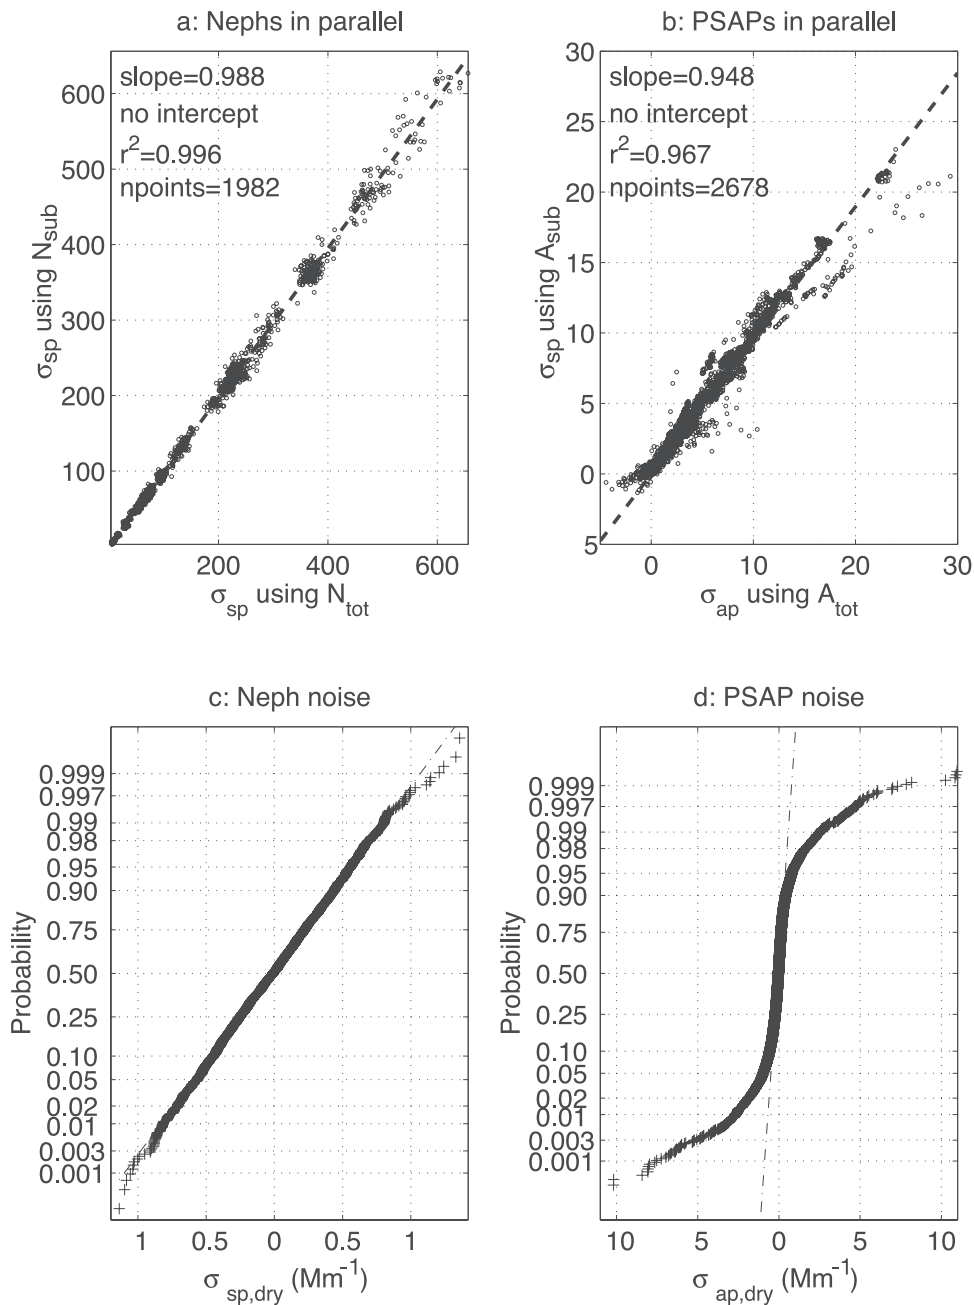 a: Nephs in parallel
slope=0.988
no intercept
r²=0.996
npoints=1982
600
500
400
300
200
100
σsp using Nsub
200 400 600
σsp using Ntot
b: PSAPs in parallel
slope=0.948
no intercept
r²=0.967
npoints=2678
30
25
20
15
10
5
0
5
σsp using Asub
0 10 20 30
σap using Atot
c: Neph noise
0.999
0.997
0.99
0.98
0.95
0.90
0.75
0.50
0.25
0.10
0.05
0.02
0.01
0.003
0.001
Probability
1 0.5 0 0.5 1
σsp,dry (Mm⁻¹)
d: PSAP noise
0.999
0.997
0.99
0.98
0.95
0.90
0.75
0.50
0.25
0.10
0.05
0.02
0.01
0.003
0.001
Probability
10 5 0 5 10
σap,dry (Mm⁻¹)